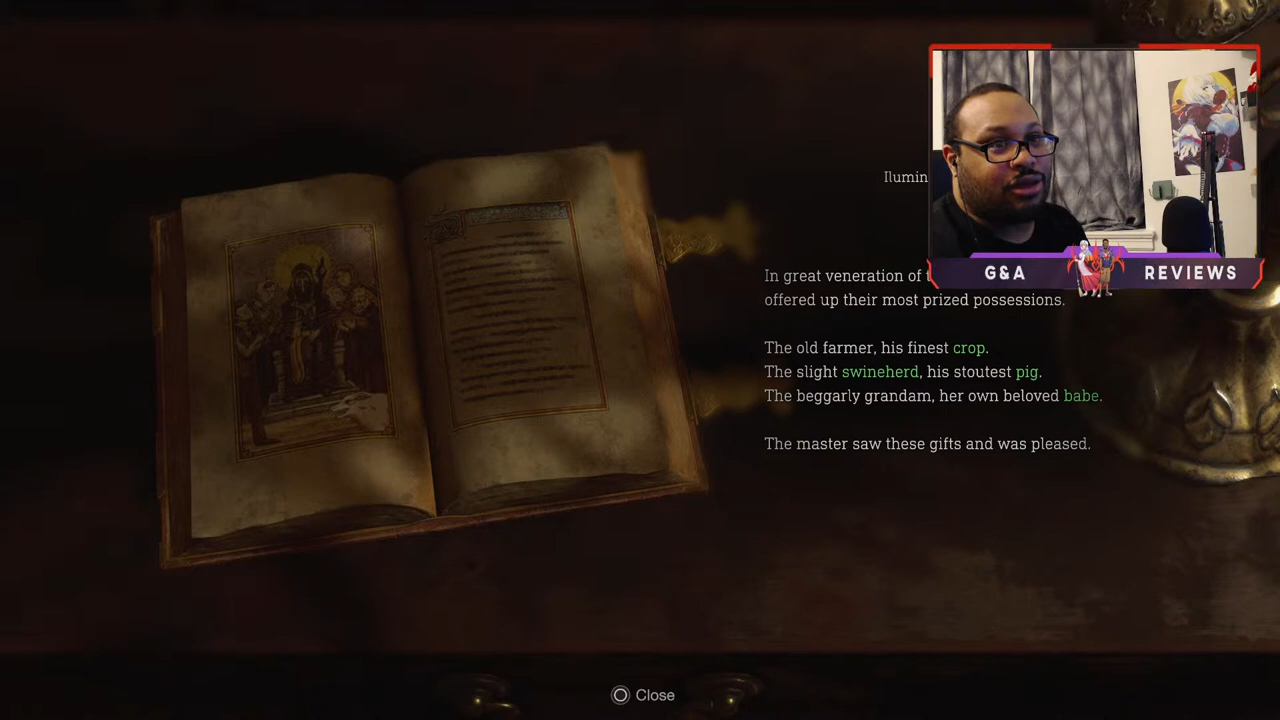 Ilumin
In great veneration of
offered up their most prized possessions.
The old farmer, his finest crop.
The slight swineherd, his stoutest pig.
The beggarly grandam, her own beloved babe.
The master saw these gifts and was pleased.
G&A REVIEWS
Close